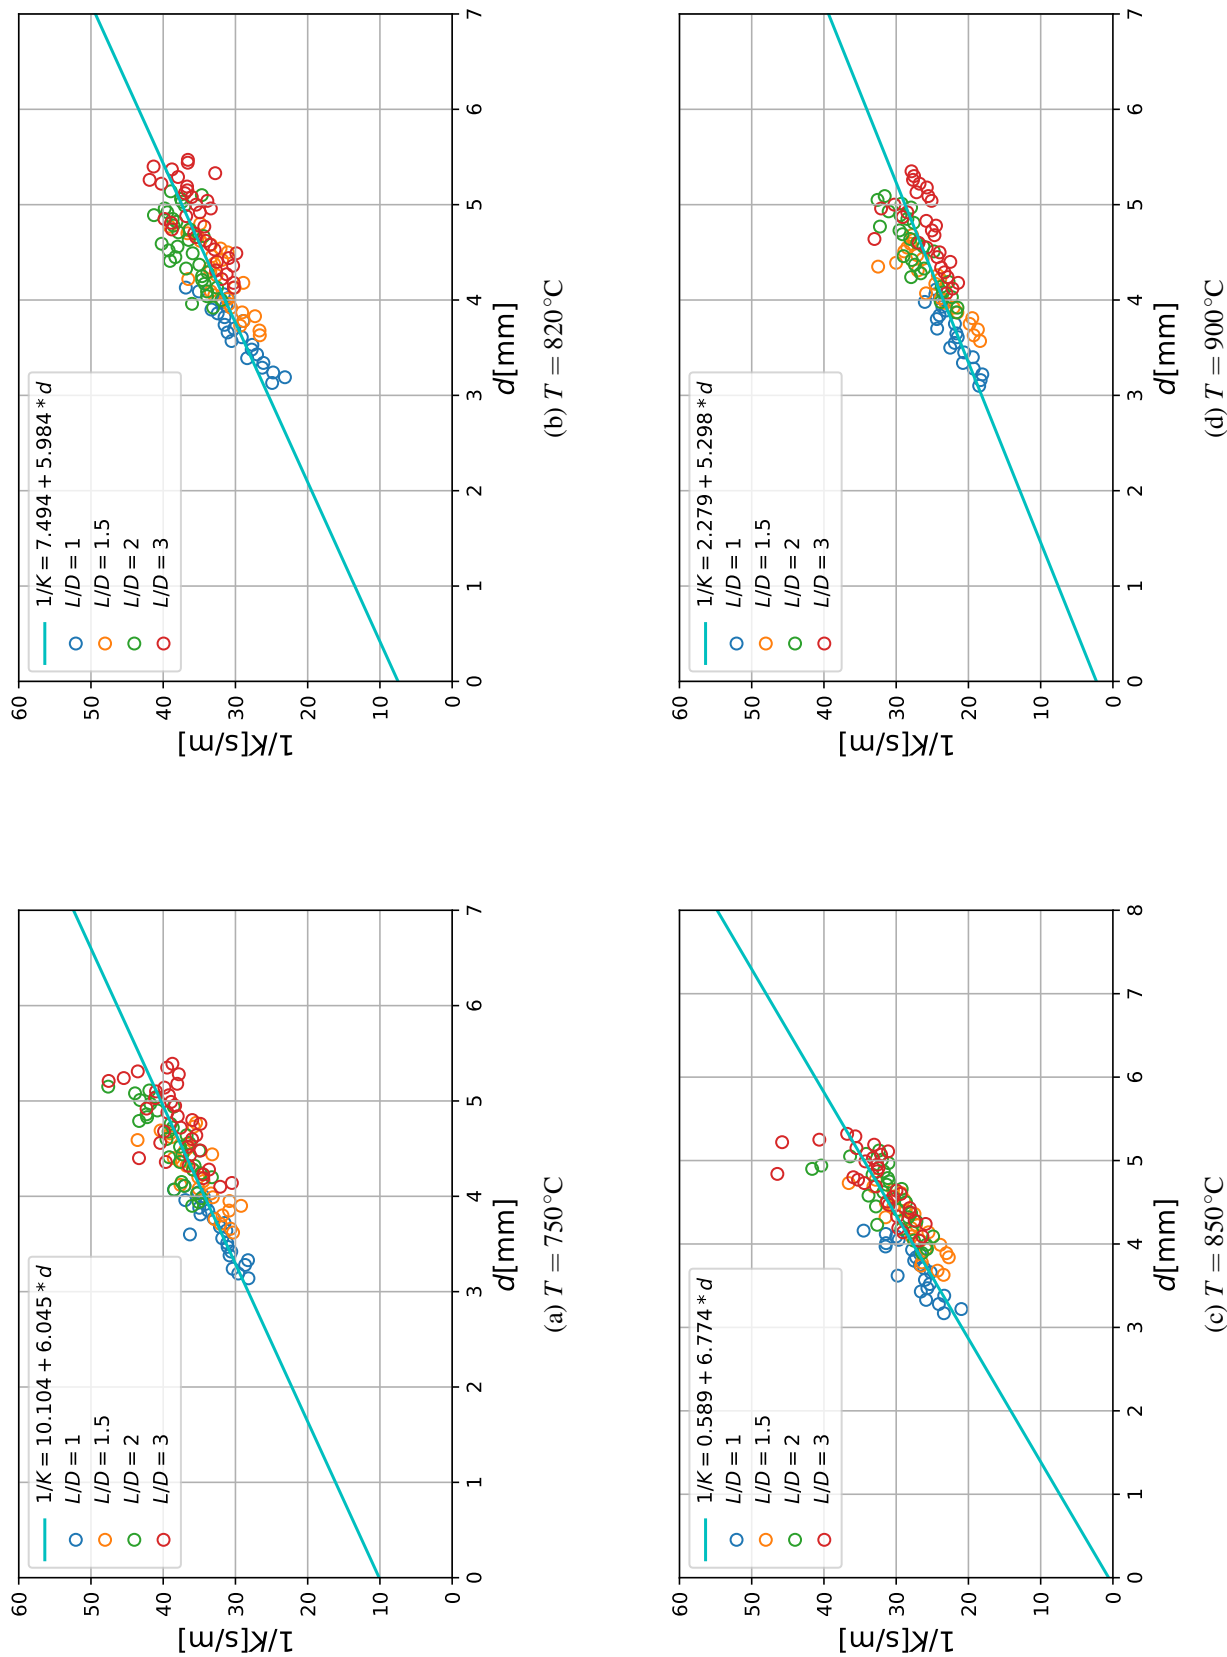 1/K[s/m]
60
50
40
30
20
10
0
1/K = 10.104 + 6.045 * d
L/D = 1
L/D = 1.5
L/D = 2
L/D = 3
0 1 2 3 4 5 6 7
d[mm]
(a) T = 750°C
1/K[s/m]
60
50
40
30
20
10
0
1/K = 7.494 + 5.984 * d
L/D = 1
L/D = 1.5
L/D = 2
L/D = 3
0 1 2 3 4 5 6 7
d[mm]
(b) T = 820°C
1/K[s/m]
60
50
40
30
20
10
0
1/K = 0.589 + 6.774 * d
L/D = 1
L/D = 1.5
L/D = 2
L/D = 3
0 1 2 3 4 5 6 7 8
d[mm]
(c) T = 850°C
1/K[s/m]
60
50
40
30
20
10
0
1/K = 2.279 + 5.298 * d
L/D = 1
L/D = 1.5
L/D = 2
L/D = 3
0 1 2 3 4 5 6 7
d[mm]
(d) T = 900°C